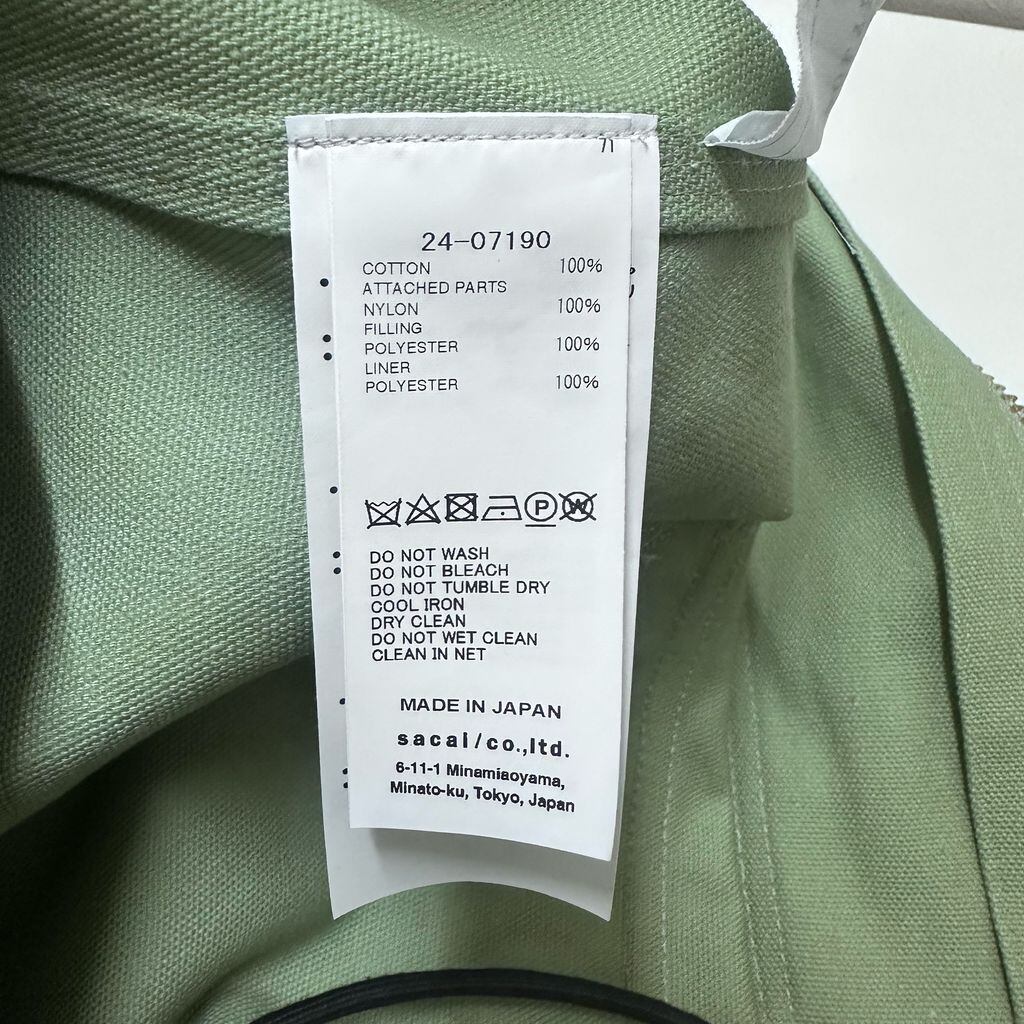 71
24-07190
COTTON 100%
ATTACHED PARTS
NYLON 100%
FILLING
POLYESTER 100%
LINER
POLYESTER 100%
P W
DO NOT WASH
DO NOT BLEACH
DO NOT TUMBLE DRY
COOL IRON
DRY CLEAN
DO NOT WET CLEAN
CLEAN IN NET
MADE IN JAPAN
sacai/co.,ltd.
6-11-1 Minamiaoyama,
Minato-ku, Tokyo, Japan